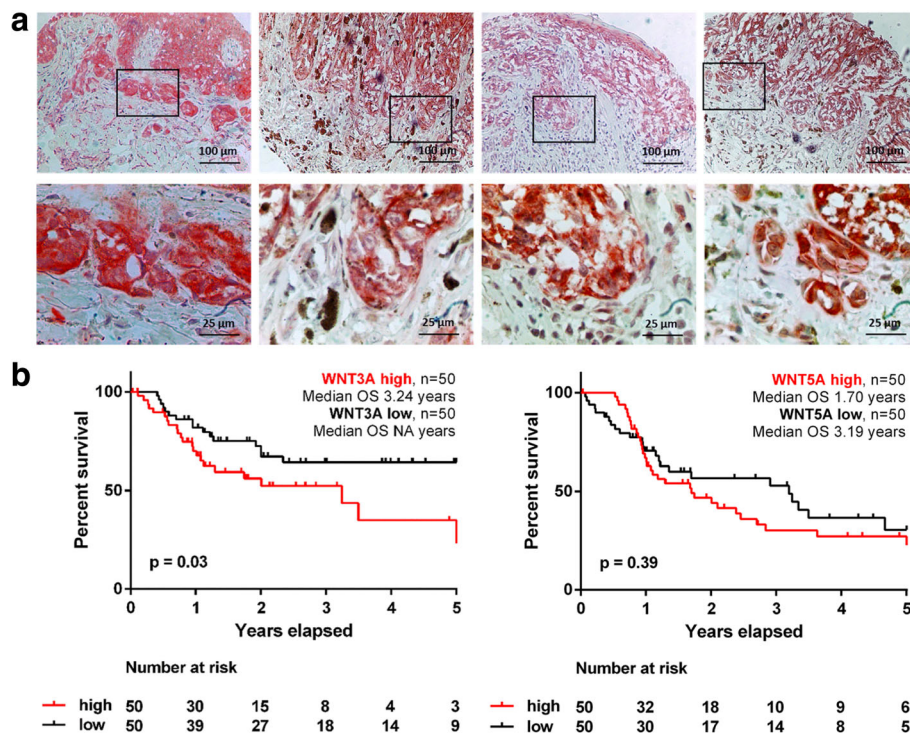 a
100 µm
100 µm
100 µm
100 µm
25 µm
25 µm
25 µm
25 µm
b
WNT3A high, n=50
Median OS 3.24 years
WNT3A low, n=50
Median OS NA years
Percent survival
100
50
0
p = 0.03
0 1 2 3 4 5
Years elapsed
Number at risk
high 50 30 15 8 4 3
low 50 39 27 18 14 9
WNT5A high, n=50
Median OS 1.70 years
WNT5A low, n=50
Median OS 3.19 years
Percent survival
100
50
0
p = 0.39
0 1 2 3 4 5
Years elapsed
Number at risk
high 50 32 18 10 9 6
low 50 30 17 14 8 5